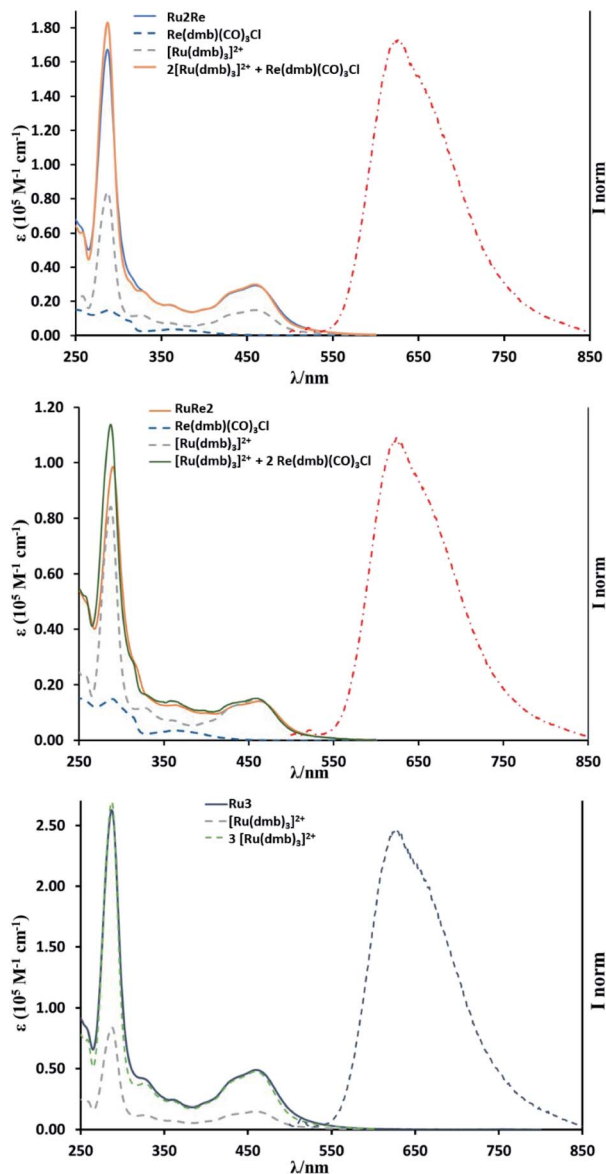 Ru2Re
Re(dmb)(CO)₃Cl
[Ru(dmb)₃]²⁺
2[Ru(dmb)₃]²⁺ + Re(dmb)(CO)₃Cl
1.80
1.60
1.40
1.20
1.00
0.80
0.60
0.40
0.20
0.00
ε (10⁵ M⁻¹ cm⁻¹)
I norm
250 350 450 550 650 750 850
λ/nm
RuRe2
Re(dmb)(CO)₃Cl
[Ru(dmb)₃]²⁺
[Ru(dmb)₃]²⁺ + 2 Re(dmb)(CO)₃Cl
1.20
1.00
0.80
0.60
0.40
0.20
0.00
ε (10⁵ M⁻¹ cm⁻¹)
I norm
250 350 450 550 650 750 850
λ/nm
Ru3
[Ru(dmb)₃]²⁺
3 [Ru(dmb)₃]²⁺
2.50
2.00
1.50
1.00
0.50
0.00
ε (10⁵ M⁻¹ cm⁻¹)
I norm
250 350 450 550 650 750 850
λ/nm